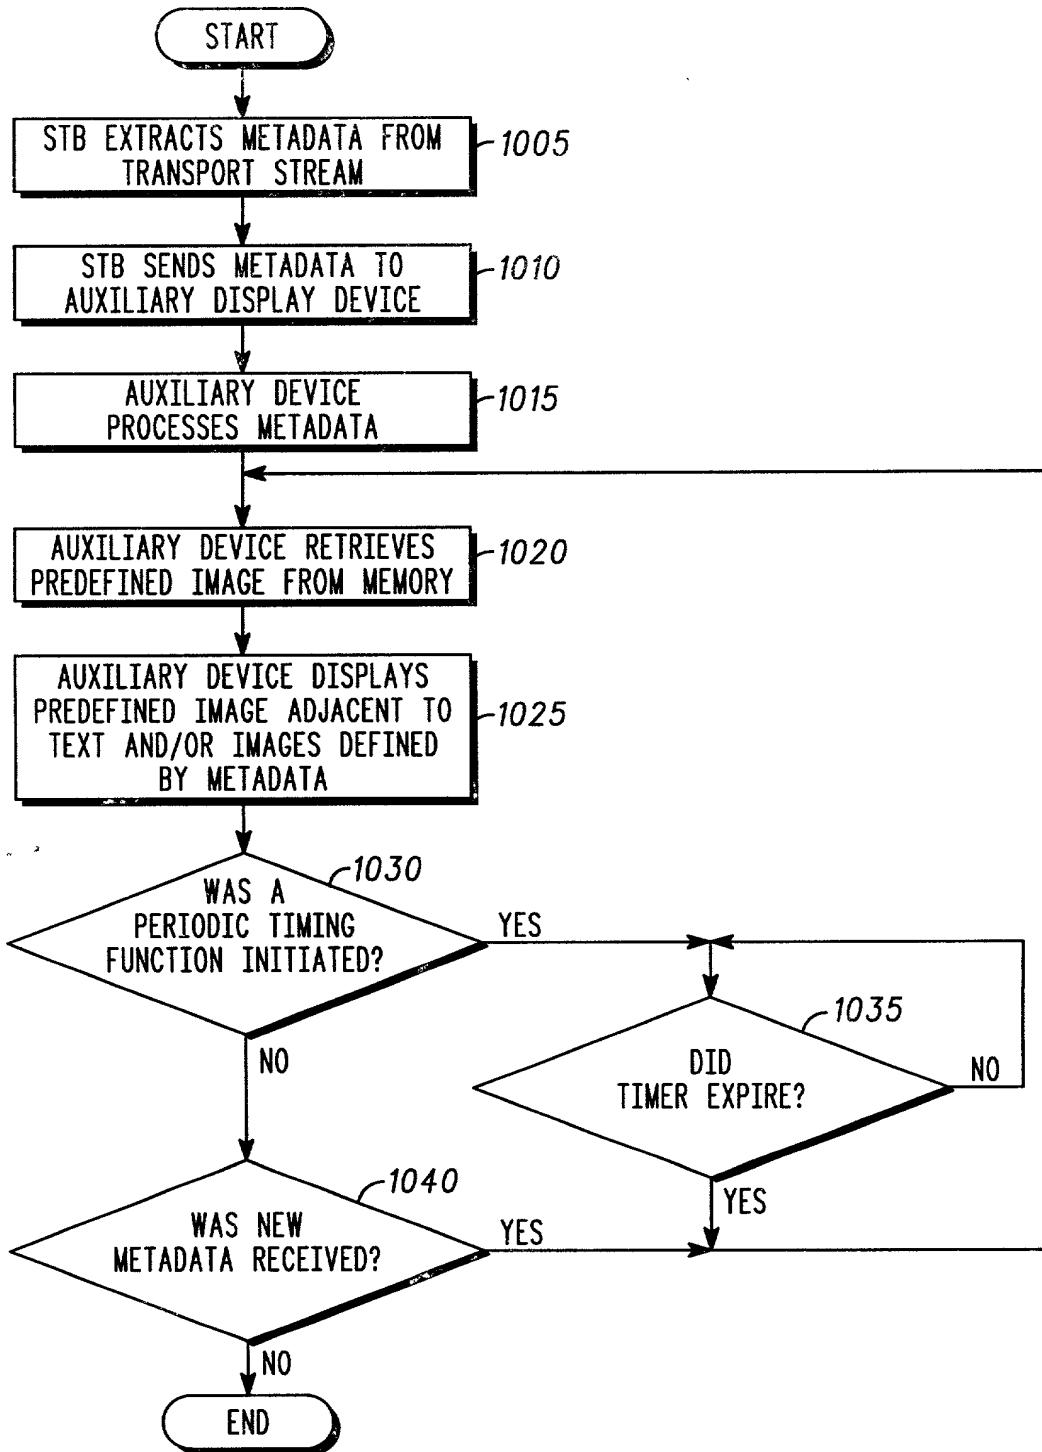 START
STB EXTRACTS METADATA FROM
TRANSPORT STREAM
1005
STB SENDS METADATA TO
AUXILIARY DISPLAY DEVICE
1010
AUXILIARY DEVICE
PROCESSES METADATA
1015
AUXILIARY DEVICE RETRIEVES
PREDEFINED IMAGE FROM MEMORY
1020
AUXILIARY DEVICE DISPLAYS
PREDEFINED IMAGE ADJACENT TO
TEXT AND/OR IMAGES DEFINED
BY METADATA
1025
1030
WAS A
PERIODIC TIMING
FUNCTION INITIATED?
YES
NO
1035
DID
TIMER EXPIRE?
NO
YES
1040
WAS NEW
METADATA RECEIVED?
YES
NO
END